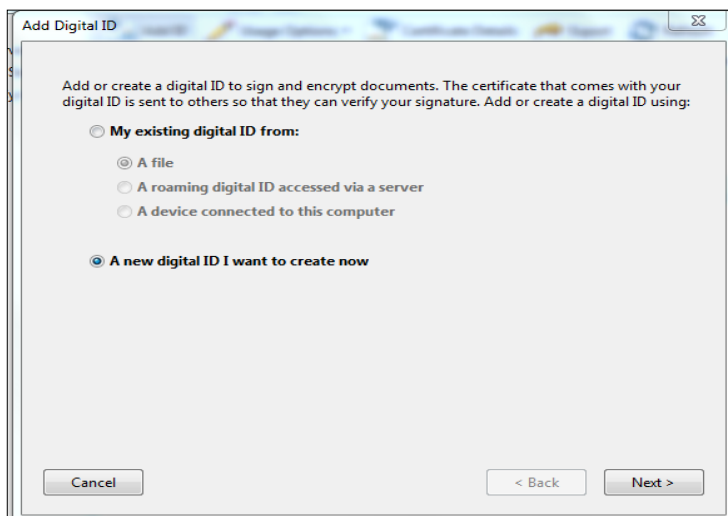 Add Digital ID
Add or create a digital ID to sign and encrypt documents. The certificate that comes with your
digital ID is sent to others so that they can verify your signature. Add or create a digital ID using:
My existing digital ID from:
A file
A roaming digital ID accessed via a server
A device connected to this computer
A new digital ID I want to create now
Cancel
< Back
Next >